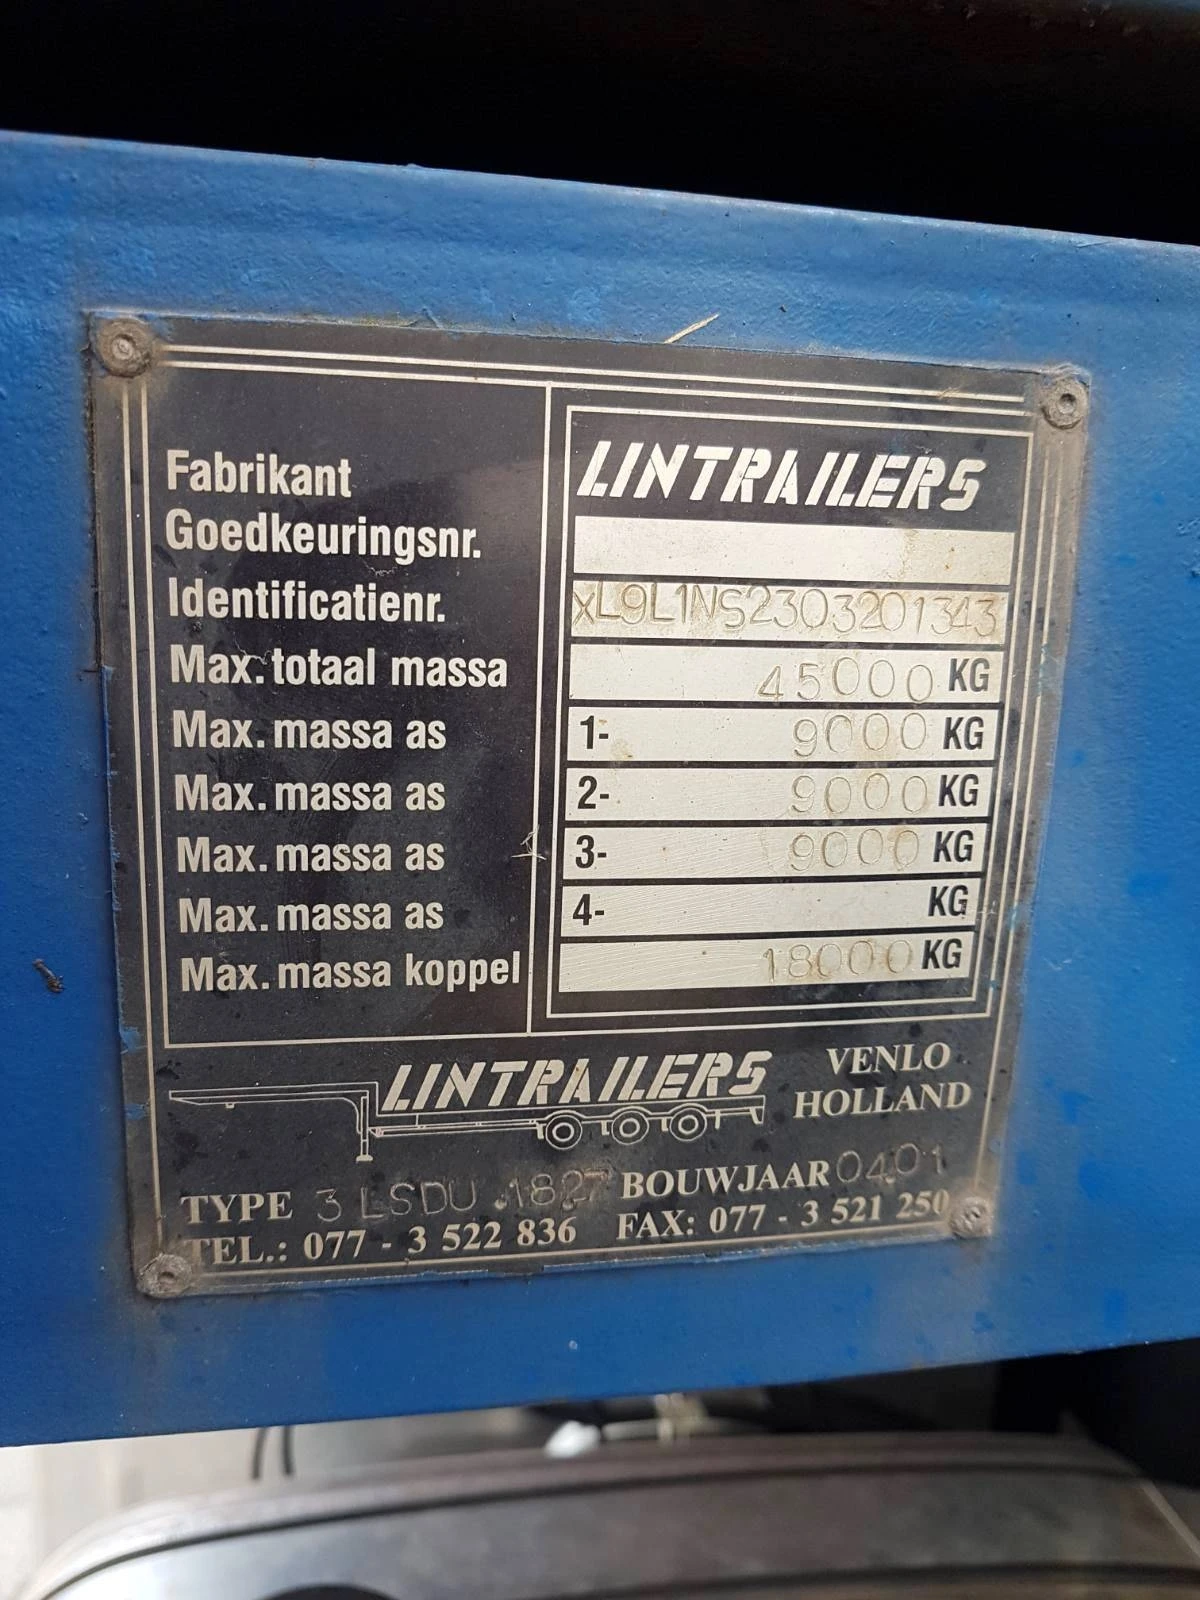 Fabrikant LINTRAILERS
Goedkeuringsnr.
Identificatienr. XL9L1NS2303201343
Max. totaal massa 45000 KG
Max. massa as 1- 9000 KG
Max. massa as 2- 9000 KG
Max. massa as 3- 9000 KG
Max. massa as 4- KG
Max. massa koppel 18000 KG
LINTRAILERS VENLO
HOLLAND
TYPE 3 LSDU 1827 BOUWJAAR 0401
TEL.: 077 - 3 522 836 FAX: 077 - 3 521 250